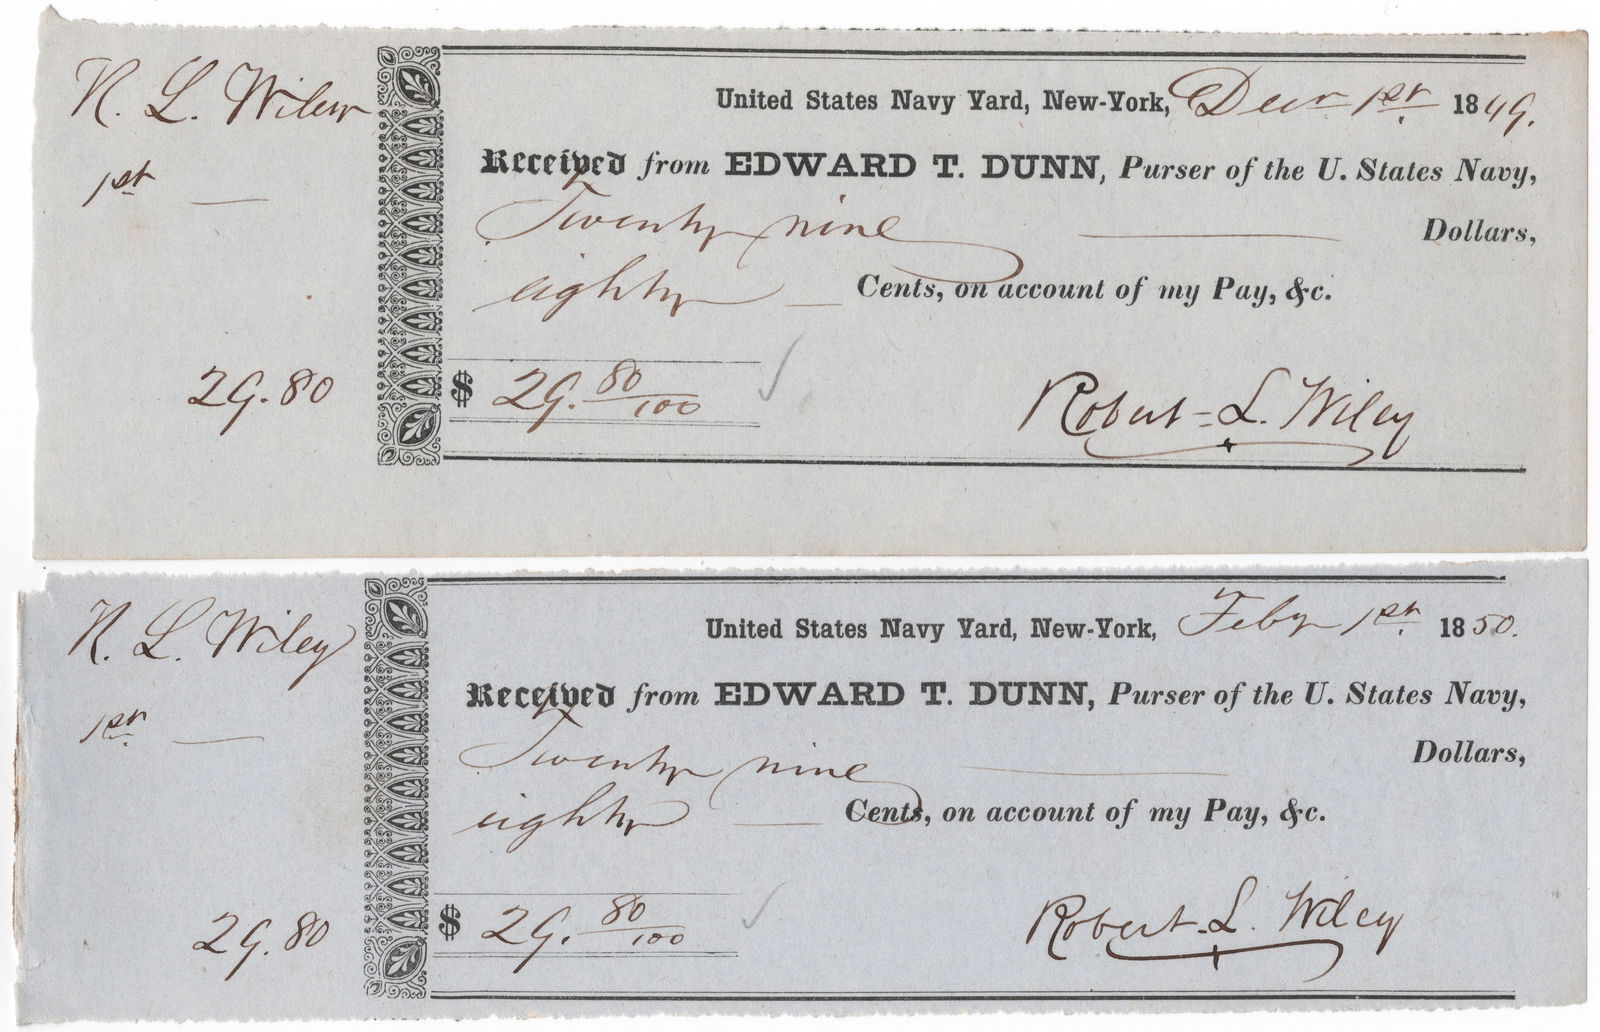 R. L. Wiley
1st —
29.80
United States Navy Yard, New-York, Decr 1st 1849.
Received from EDWARD T. DUNN, Purser of the U. States Navy,
Twenty nine — Dollars,
eighty — Cents, on account of my Pay, &c.
$ 29. 80/100
Robert L. Wiley
R. L. Wiley
1st —
29.80
United States Navy Yard, New-York, Feby 1st 1850.
Received from EDWARD T. DUNN, Purser of the U. States Navy,
Twenty nine — Dollars,
eighty — Cents, on account of my Pay, &c.
$ 29. 80/100
Robert L. Wiley